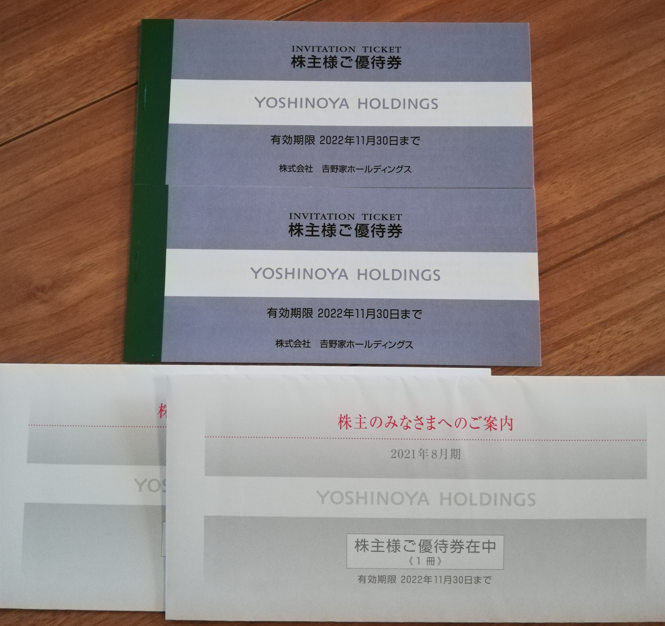 INVITATION TICKET
株主様ご優待券
YOSHINOYA HOLDINGS
有効期限 2022年11月30日まで
株式会社 吉野家ホールディングス
INVITATION TICKET
株主様ご優待券
YOSHINOYA HOLDINGS
有効期限 2022年11月30日まで
株式会社 吉野家ホールディングス
株
YOS
株主のみなさまへのご案内
2021年8月期
YOSHINOYA HOLDINGS
株主様ご優待券在中
(1冊)
有効期限 2022年11月30日まで